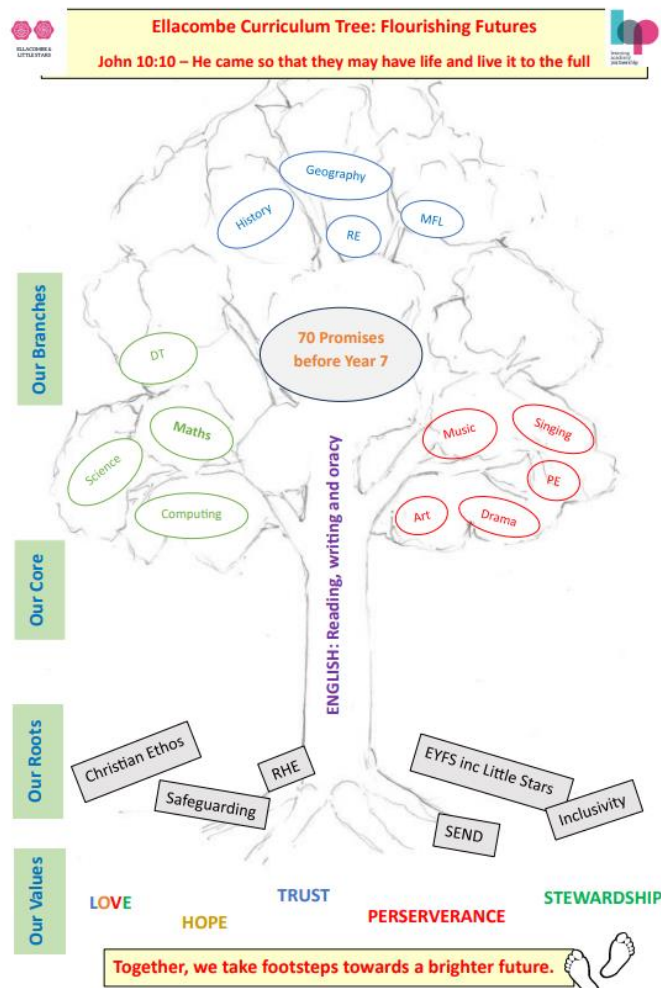 Ellacombe Curriculum Tree: Flourishing Futures
John 10:10 – He came so that they may have life and live it to the full
ELLACOMBE &
LITTLE STARS
learning
academy
partnership
Geography
History
RE
MFL
Our Branches
70 Promises
before Year 7
DT
Maths
Science
Computing
Music
Singing
PE
Art
Drama
Our Core
ENGLISH: Reading, writing and oracy
Our Roots
Christian Ethos
Safeguarding
RHE
EYFS inc Little Stars
SEND
Inclusivity
Our Values
LOVE
HOPE
TRUST
PERSERVERANCE
STEWARDSHIP
Together, we take footsteps towards a brighter future.